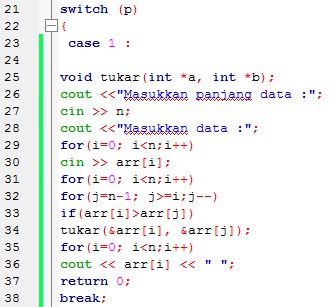 21 switch (p)
22 {
23 case 1 :
24
25 void tukar(int *a, int *b);
26 cout <<"Masukkan panjang data :";
27 cin >> n;
28 cout <<"Masukkan data :";
29 for(i=0; i<n;i++)
30 cin >> arr[i];
31 for(i=0; i<n;i++)
32 for(j=n-1; j>=i;j--)
33 if(arr[i]>arr[j])
34 tukar(&arr[i], &arr[j]);
35 for(i=0; i<n;i++)
36 cout << arr[i] << " ";
37 return 0;
38 break;